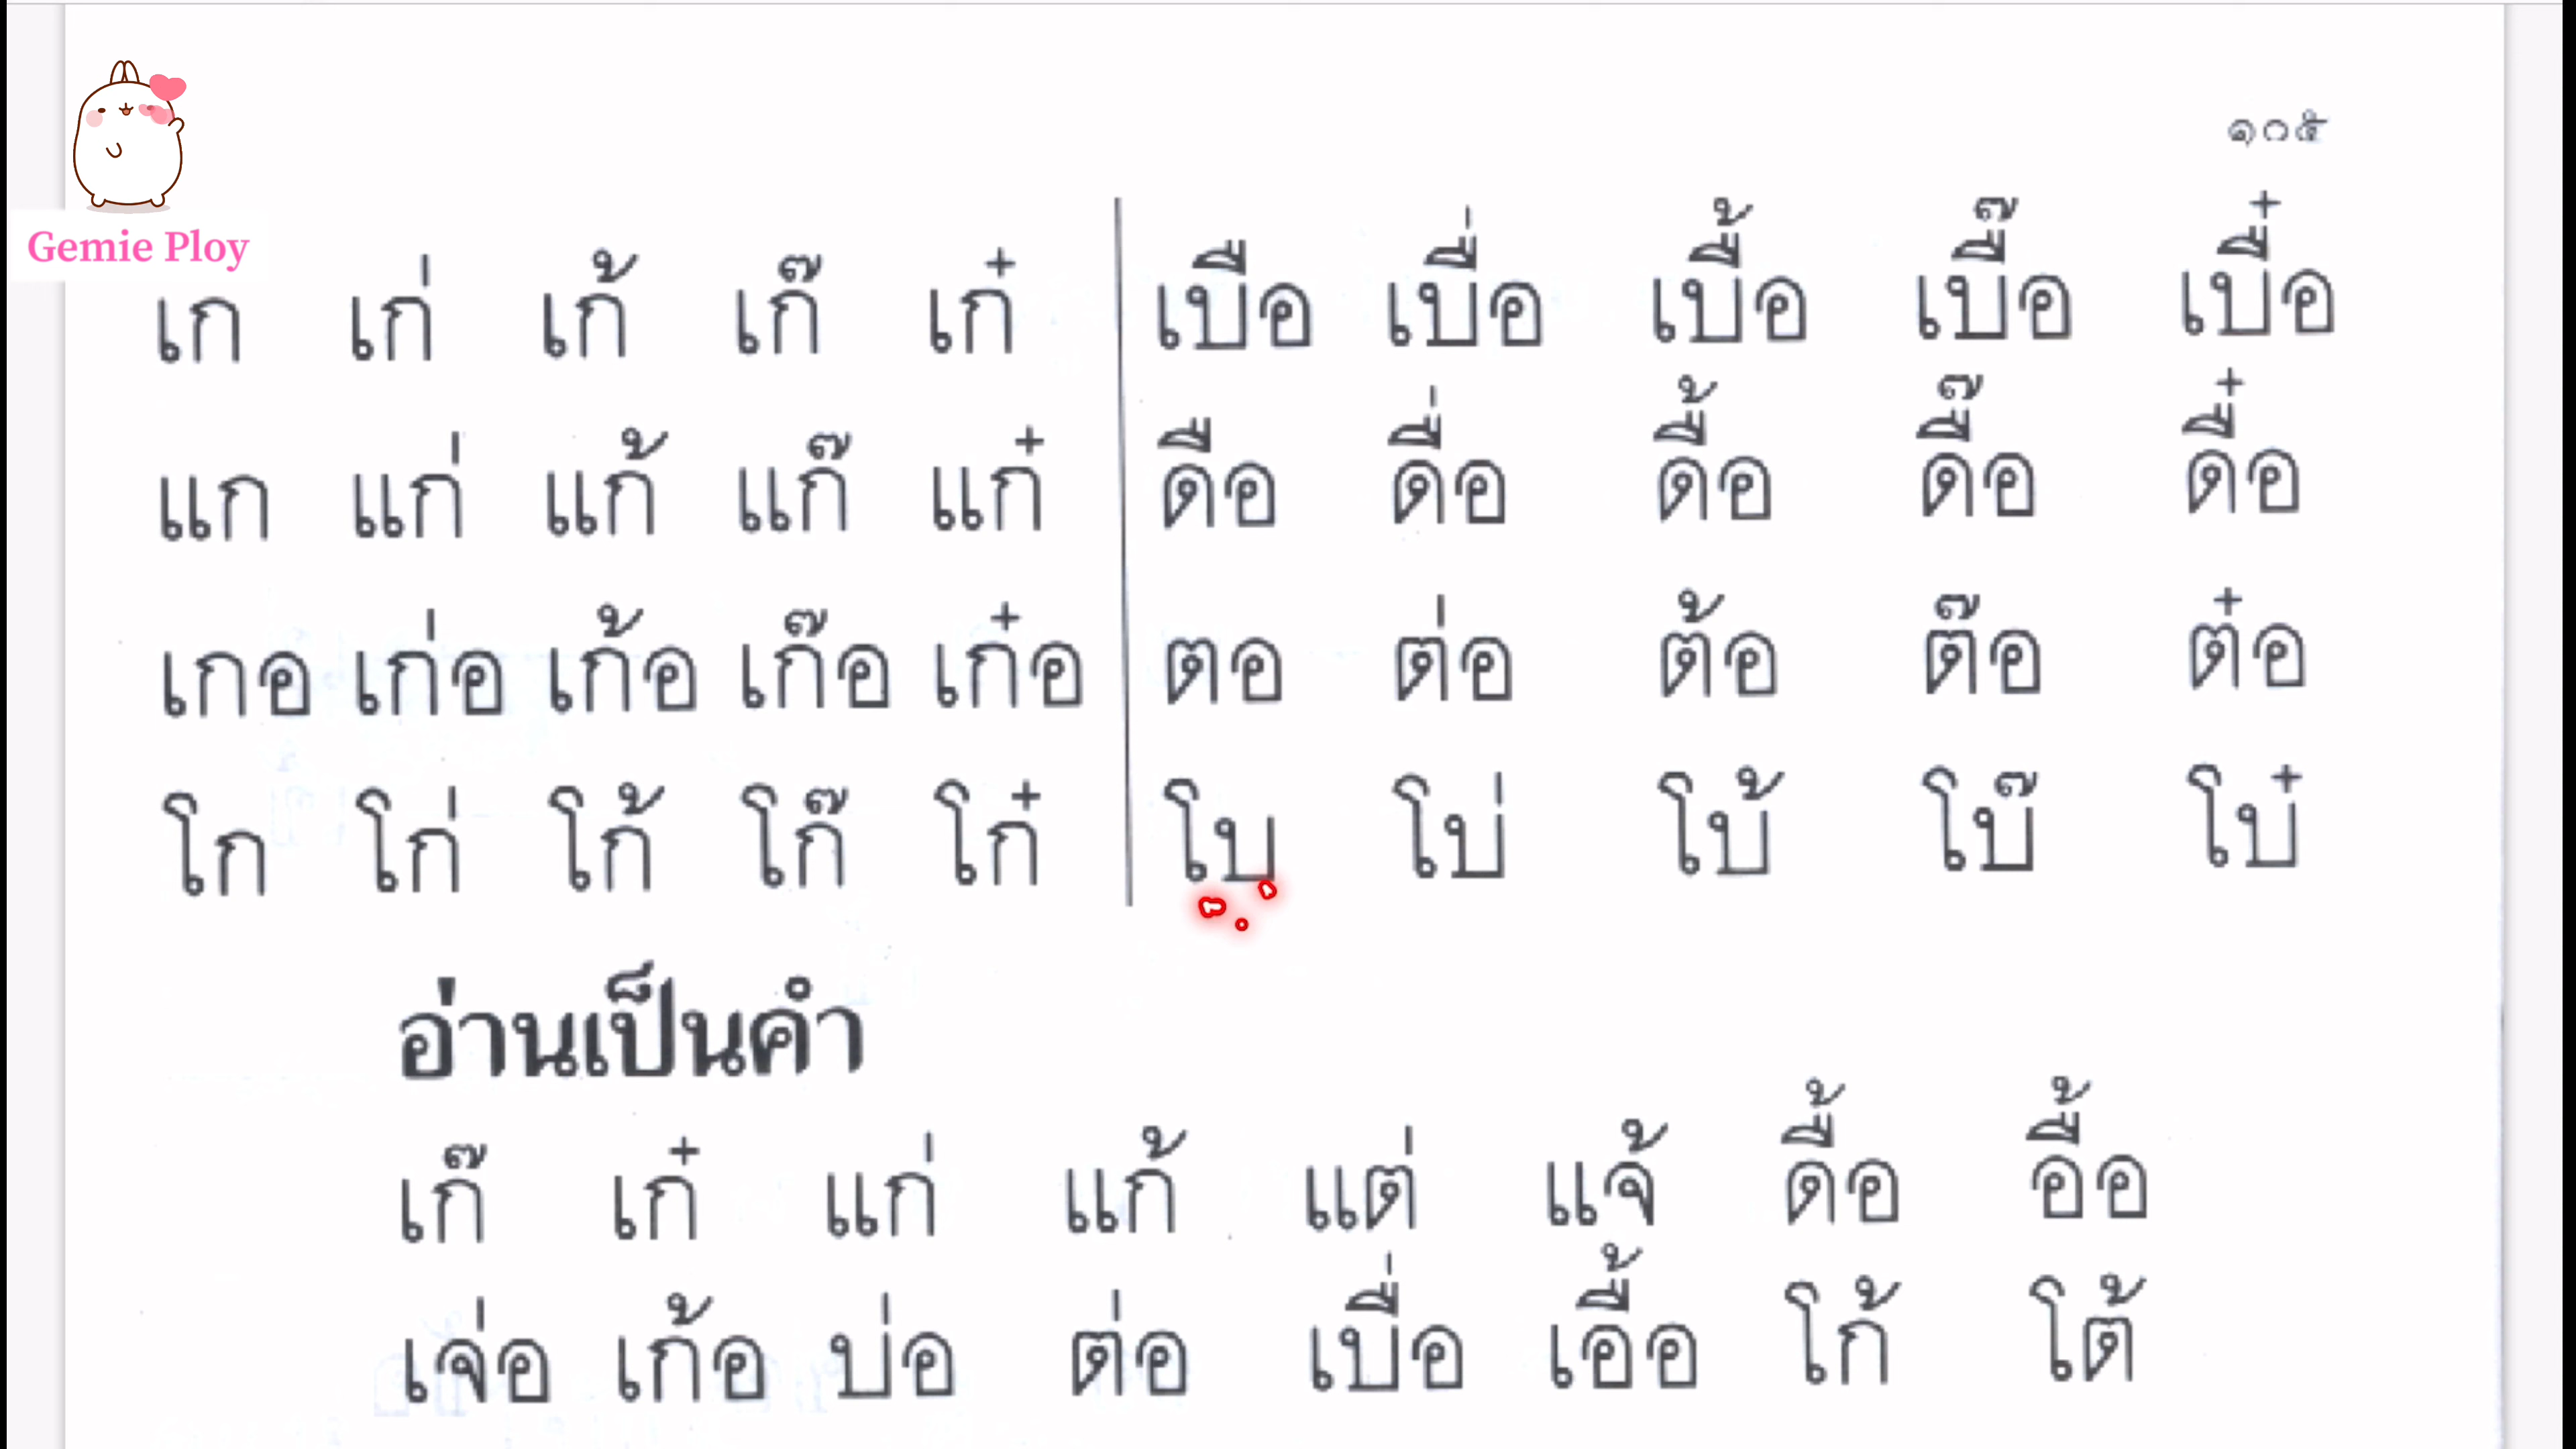 ๑๐๕
Gemie Ploy
เก เก่ เก้ เก๊ เก๋ เบือ เบื่อ เบื้อ เบื๊อ เบื๋อ
แก แก่ แก้ แก๊ แก๋ ดือ ดื่อ ดื้อ ดื๊อ ดื๋อ
เกอ เก่อ เก้อ เก๊อ เก๋อ ตอ ต่อ ต้อ ต๊อ ต๋อ
โก โก่ โก้ โก๊ โก๋ โบ โบ่ โบ้ โบ๊ โบ๋
อ่านเป็นคำ
เก๊ เก๋ แก่ แก้ แต่ แจ้ ดื้อ อื้อ
เจ่อ เก้อ บ่อ ต่อ เบื่อ เอื้อ โก้ โต้